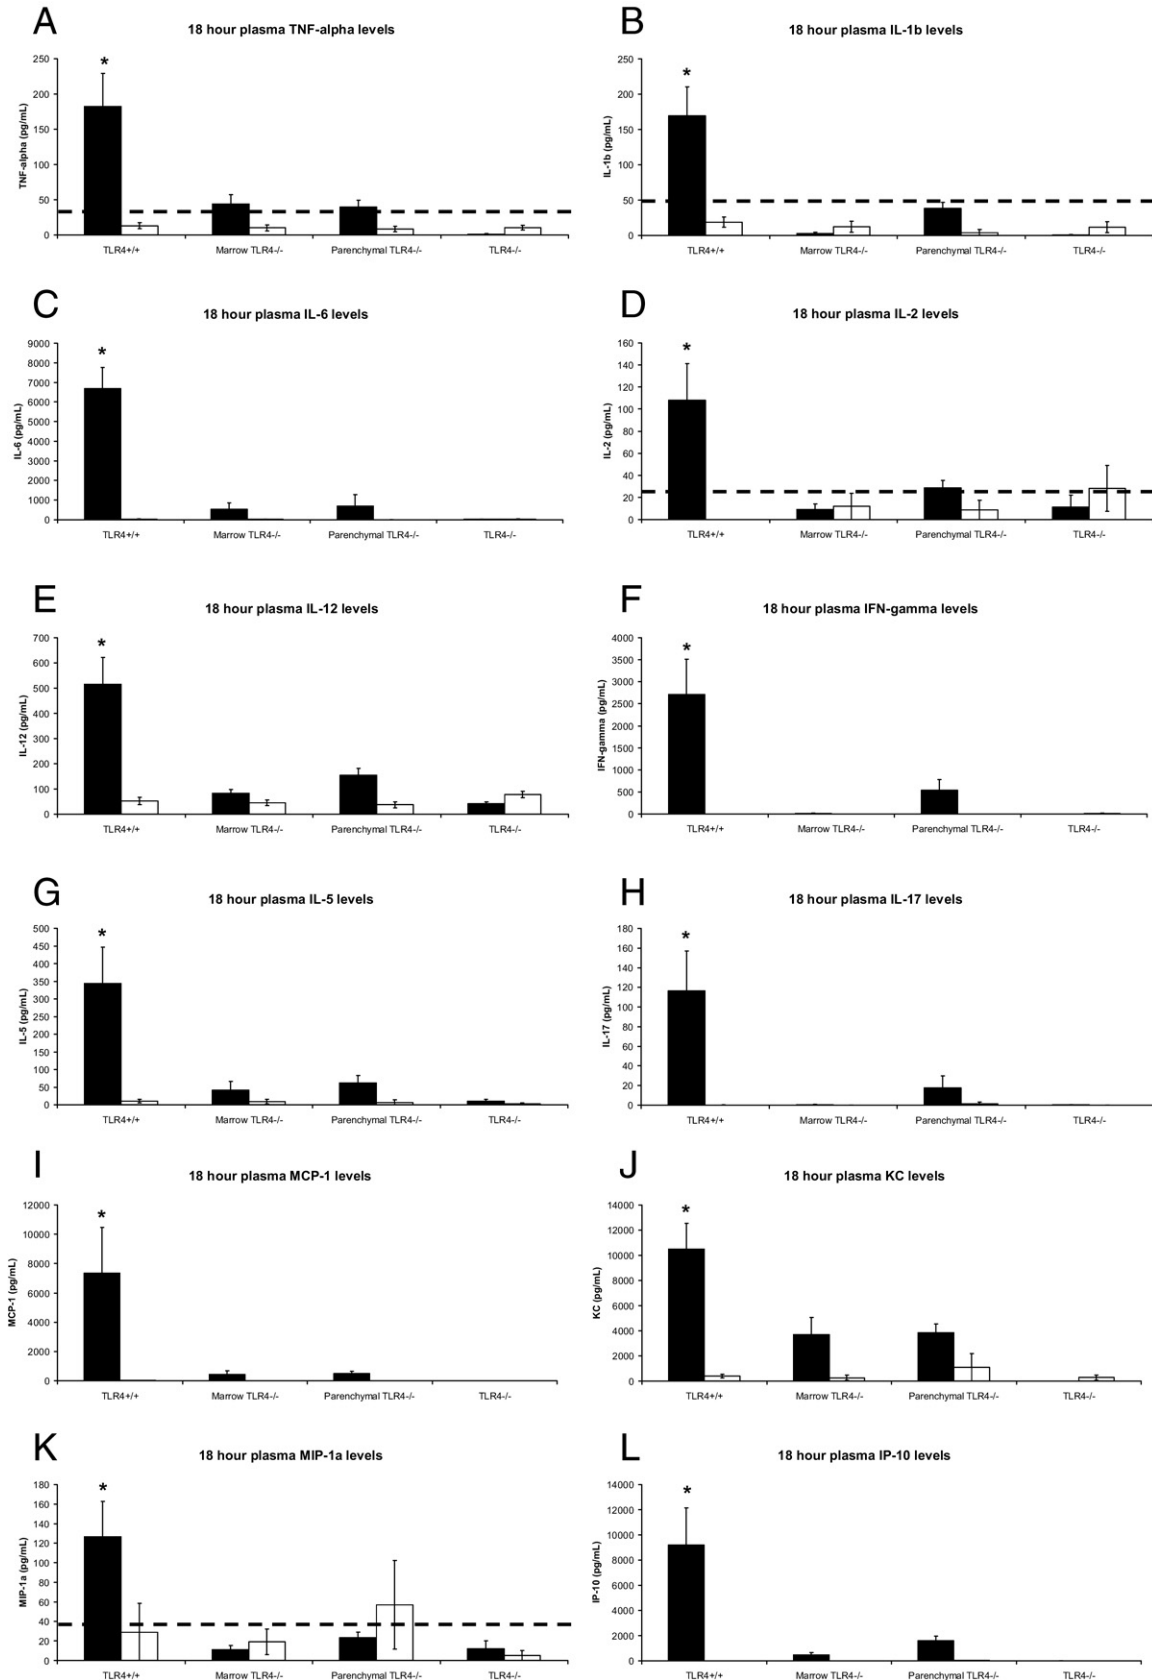 A
18 hour plasma TNF-alpha levels
TNF-alpha (pg/mL)
250
200
150
100
50
0
*
TLR4+/+ Marrow TLR4-/- Parenchymal TLR4-/- TLR4-/-
B
18 hour plasma IL-1b levels
IL-1b (pg/mL)
250
200
150
100
50
0
*
TLR4+/+ Marrow TLR4-/- Parenchymal TLR4-/- TLR4-/-
C
18 hour plasma IL-6 levels
IL-6 (pg/mL)
9000
8000
7000
6000
5000
4000
3000
2000
1000
0
*
TLR4+/+ Marrow TLR4-/- Parenchymal TLR4-/- TLR4-/-
D
18 hour plasma IL-2 levels
IL-2 (pg/mL)
160
140
120
100
80
60
40
20
0
*
TLR4+/+ Marrow TLR4-/- Parenchymal TLR4-/- TLR4-/-
E
18 hour plasma IL-12 levels
IL-12 (pg/mL)
700
600
500
400
300
200
100
0
*
TLR4+/+ Marrow TLR4-/- Parenchymal TLR4-/- TLR4-/-
F
18 hour plasma IFN-gamma levels
IFN-gamma (pg/mL)
4000
3500
3000
2500
2000
1500
1000
500
0
*
TLR4+/+ Marrow TLR4-/- Parenchymal TLR4-/- TLR4-/-
G
18 hour plasma IL-5 levels
IL-5 (pg/mL)
500
450
400
350
300
250
200
150
100
50
0
*
TLR4+/+ Marrow TLR4-/- Parenchymal TLR4-/- TLR4-/-
H
18 hour plasma IL-17 levels
IL-17 (pg/mL)
180
160
140
120
100
80
60
40
20
0
*
TLR4+/+ Marrow TLR4-/- Parenchymal TLR4-/- TLR4-/-
I
18 hour plasma MCP-1 levels
MCP-1 (pg/mL)
12000
10000
8000
6000
4000
2000
0
*
TLR4+/+ Marrow TLR4-/- Parenchymal TLR4-/- TLR4-/-
J
18 hour plasma KC levels
KC (pg/mL)
14000
12000
10000
8000
6000
4000
2000
0
*
TLR4+/+ Marrow TLR4-/- Parenchymal TLR4-/- TLR4-/-
K
18 hour plasma MIP-1a levels
MIP-1a (pg/mL)
180
160
140
120
100
80
60
40
20
0
*
TLR4+/+ Marrow TLR4-/- Parenchymal TLR4-/- TLR4-/-
L
18 hour plasma IP-10 levels
IP-10 (pg/mL)
14000
12000
10000
8000
6000
4000
2000
0
*
TLR4+/+ Marrow TLR4-/- Parenchymal TLR4-/- TLR4-/-